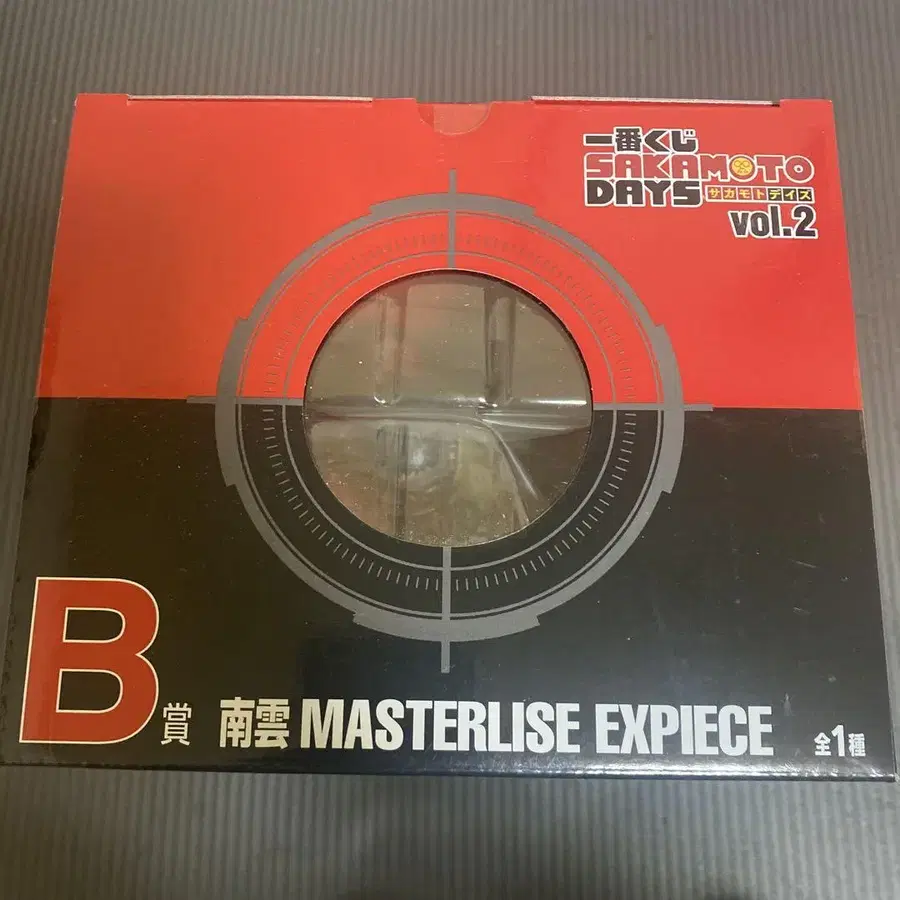 一番くじ
SAKAMOTO
DAYS サカモトデイズ
vol.2
B賞 南雲 MASTERLISE EXPIECE 全1種